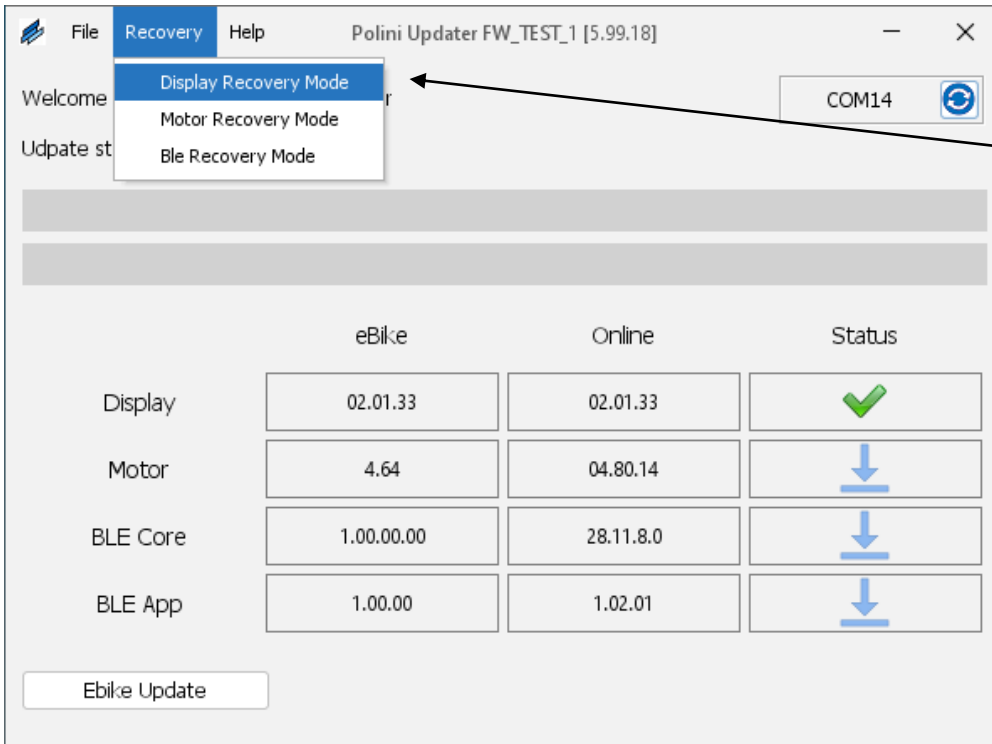 File Recovery Help Polini Updater FW_TEST_1 [5.99.18]
Display Recovery Mode
Motor Recovery Mode
Ble Recovery Mode
Welcome r COM14
Udpate st
eBike Online Status
Display 02.01.33 02.01.33
Motor 4.64 04.80.14
BLE Core 1.00.00.00 28.11.8.0
BLE App 1.00.00 1.02.01
Ebike Update